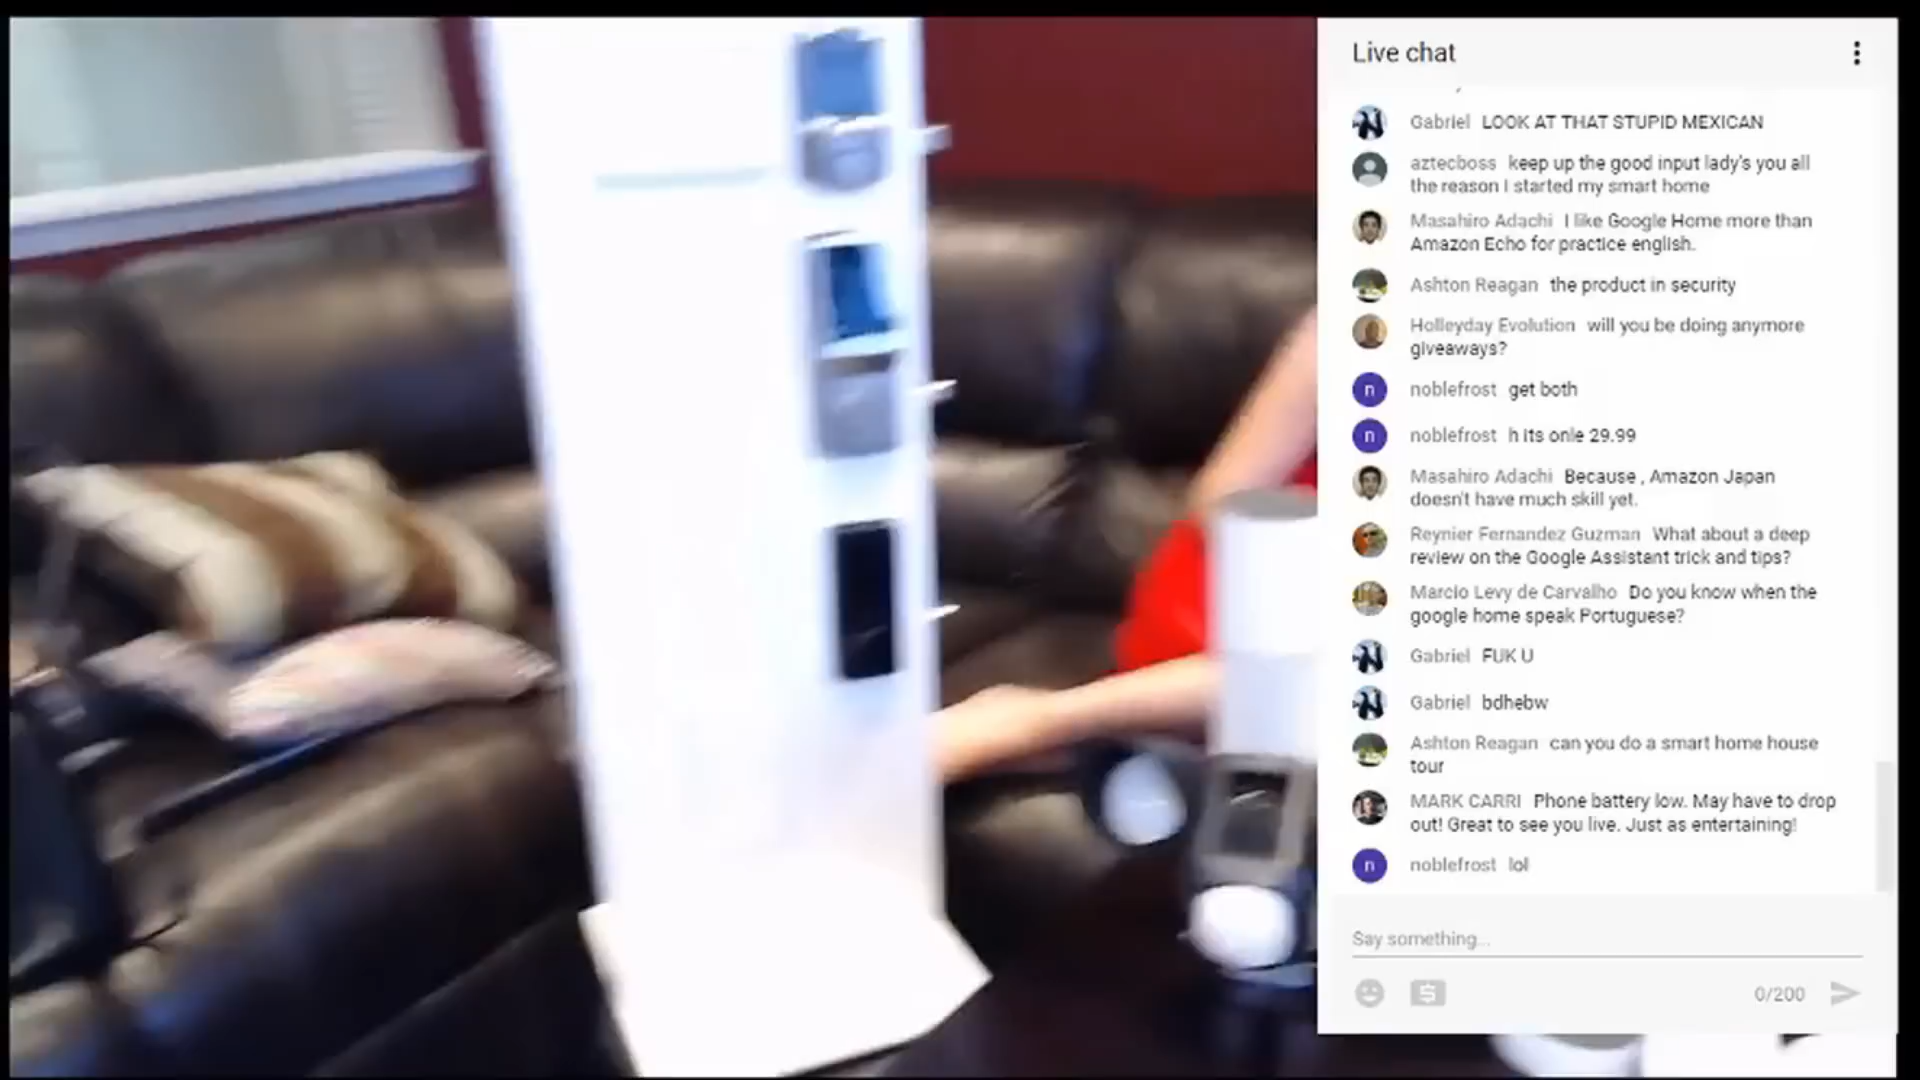 Live chat
Gabriel LOOK AT THAT STUPID MEXICAN
aztecboss keep up the good input lady's you all
the reason I started my smart home
Masahiro Adachi I like Google Home more than
Amazon Echo for practice english.
Ashton Reagan the product in security
Holleyday Evolution will you be doing anymore
giveaways?
n noblefrost get both
n noblefrost h its onle 29.99
Masahiro Adachi Because , Amazon Japan
doesn't have much skill yet.
Reynier Fernandez Guzman What about a deep
review on the Google Assistant trick and tips?
Marcio Levy de Carvalho Do you know when the
google home speak Portuguese?
Gabriel FUK U
Gabriel bdhebw
Ashton Reagan can you do a smart home house
tour
MARK CARRI Phone battery low. May have to drop
out! Great to see you live. Just as entertaining!
n noblefrost lol
Say something...
$ 0/200